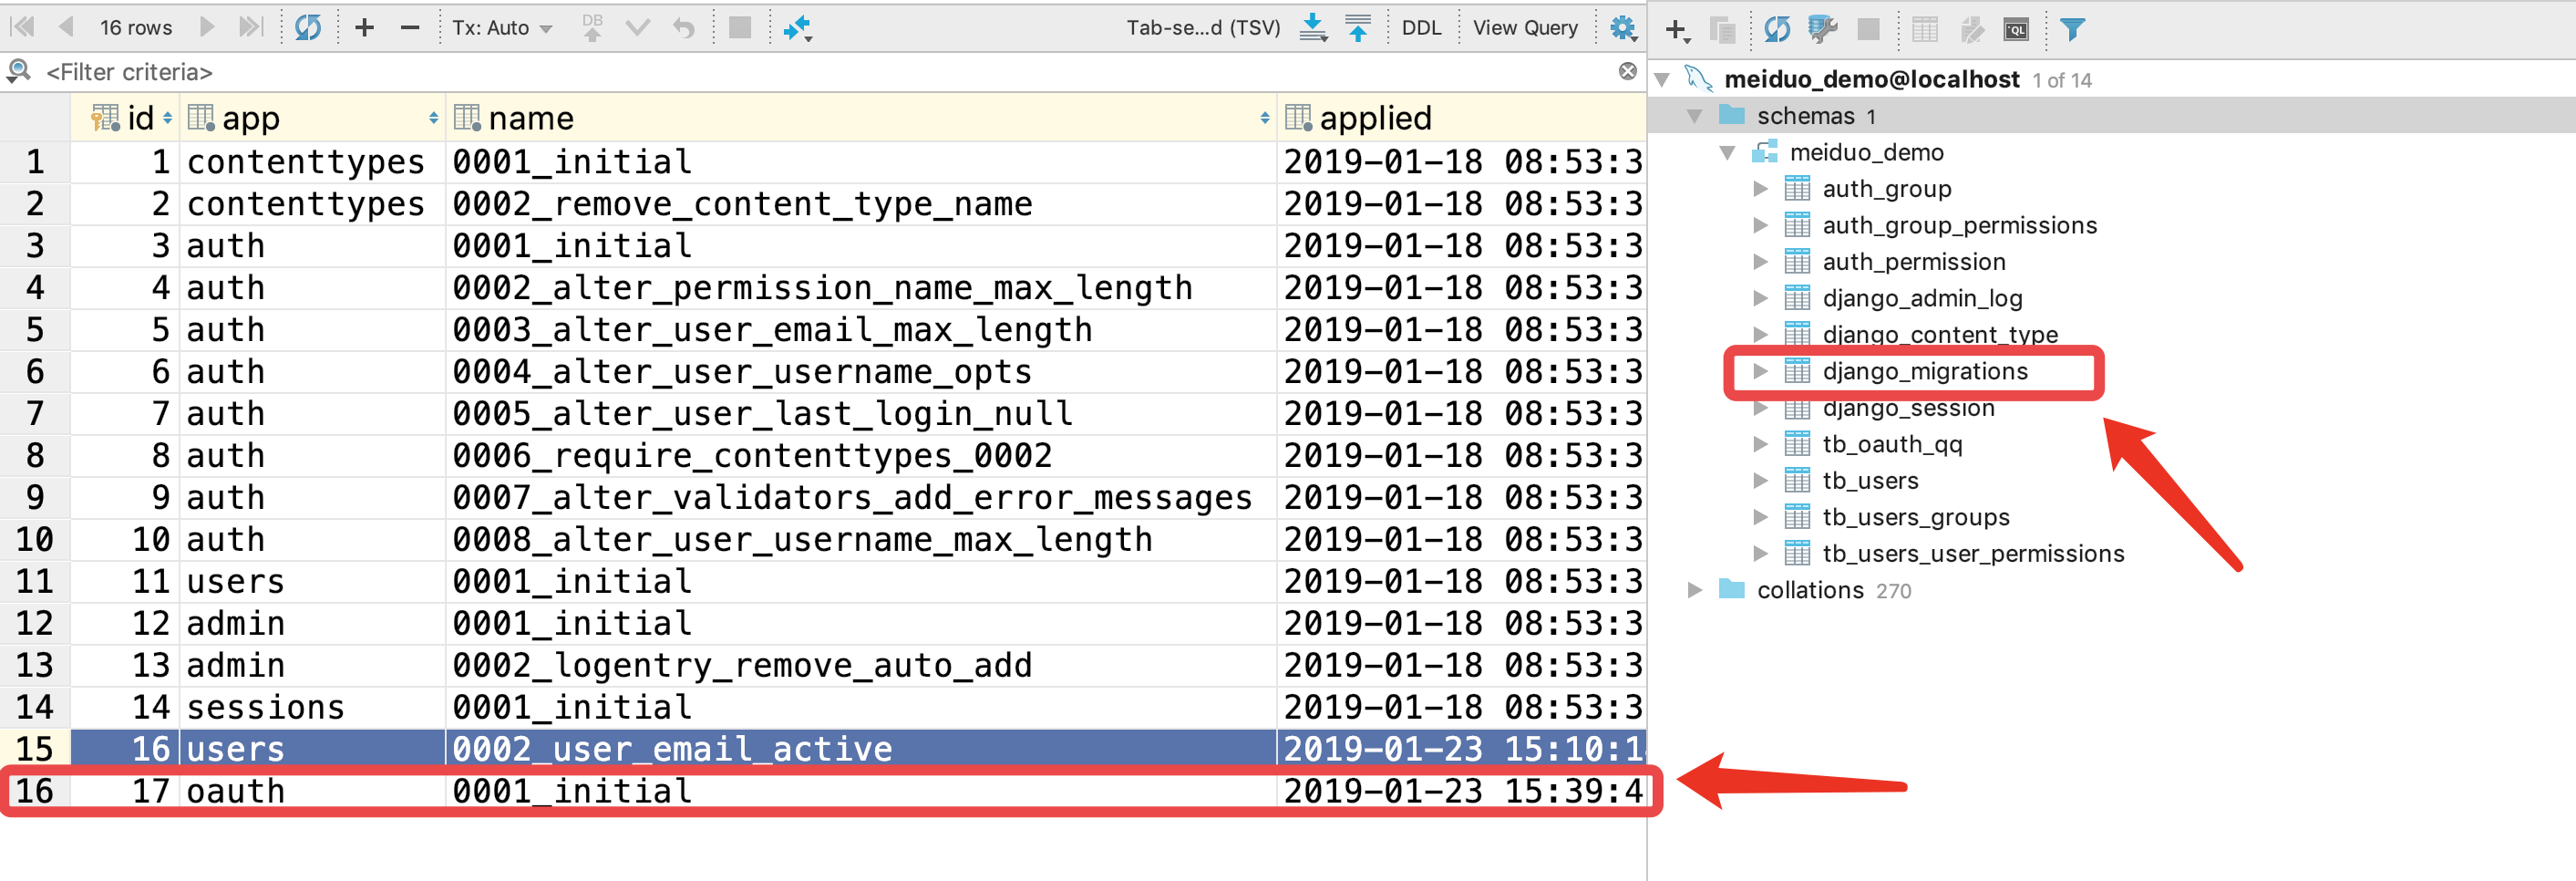 16 rows Tx: Auto DB Tab-se...d (TSV) DDL View Query
<Filter criteria>
id app name applied
1 1 contenttypes 0001_initial 2019-01-18 08:53:3
2 2 contenttypes 0002_remove_content_type_name 2019-01-18 08:53:3
3 3 auth 0001_initial 2019-01-18 08:53:3
4 4 auth 0002_alter_permission_name_max_length 2019-01-18 08:53:3
5 5 auth 0003_alter_user_email_max_length 2019-01-18 08:53:3
6 6 auth 0004_alter_user_username_opts 2019-01-18 08:53:3
7 7 auth 0005_alter_user_last_login_null 2019-01-18 08:53:3
8 8 auth 0006_require_contenttypes_0002 2019-01-18 08:53:3
9 9 auth 0007_alter_validators_add_error_messages 2019-01-18 08:53:3
10 10 auth 0008_alter_user_username_max_length 2019-01-18 08:53:3
11 11 users 0001_initial 2019-01-18 08:53:3
12 12 admin 0001_initial 2019-01-18 08:53:3
13 13 admin 0002_logentry_remove_auto_add 2019-01-18 08:53:3
14 14 sessions 0001_initial 2019-01-18 08:53:3
15 16 users 0002_user_email_active 2019-01-23 15:10:1
16 17 oauth 0001_initial 2019-01-23 15:39:4
QL
meiduo_demo@localhost 1 of 14
schemas 1
meiduo_demo
auth_group
auth_group_permissions
auth_permission
django_admin_log
django_content_type
django_migrations
django_session
tb_oauth_qq
tb_users
tb_users_groups
tb_users_user_permissions
collations 270